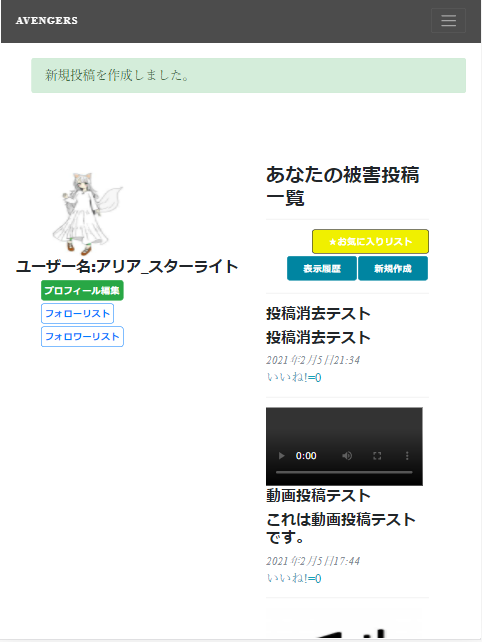 AVENGERS
新規投稿を作成しました。
ユーザー名:アリア_スターライト
プロフィール編集
フォローリスト
フォロワーリスト
あなたの被害投稿
一覧
★お気に入りリスト
表示履歴
新規作成
投稿消去テスト
投稿消去テスト
2021年2月5日21:34
いいね!=0
0:00
動画投稿テスト
これは動画投稿テスト
です。
2021年2月5日17:44
いいね!=0